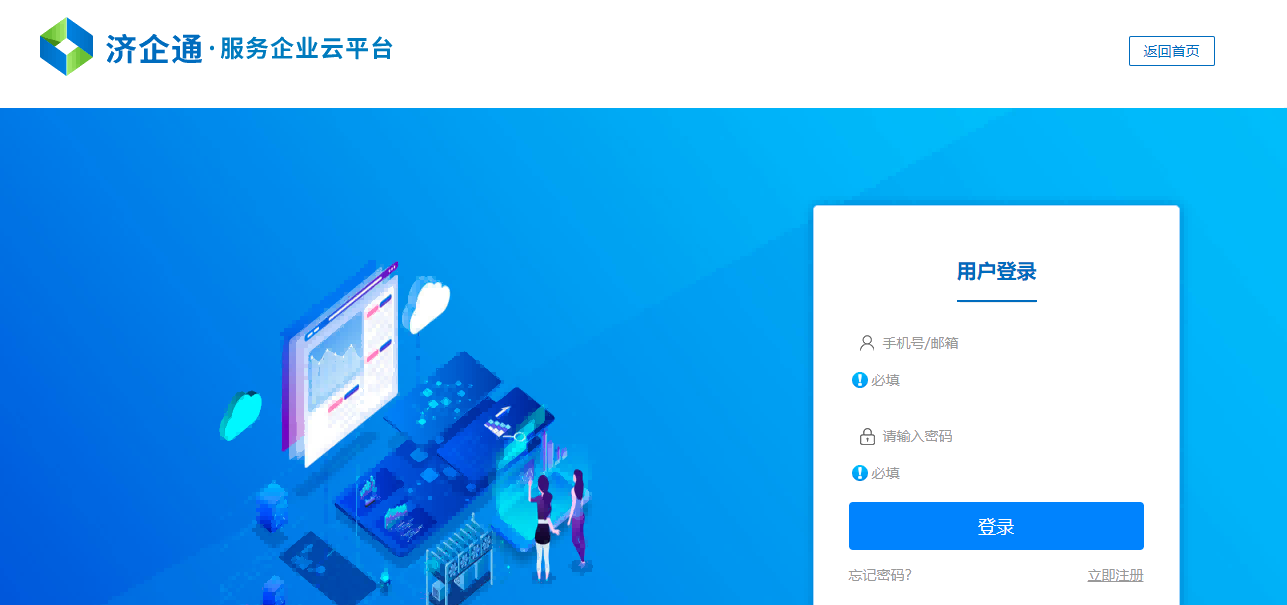 济企通·服务企业云平台
返回首页
用户登录
手机号/邮箱
必填
请输入密码
必填
登录
忘记密码?
立即注册